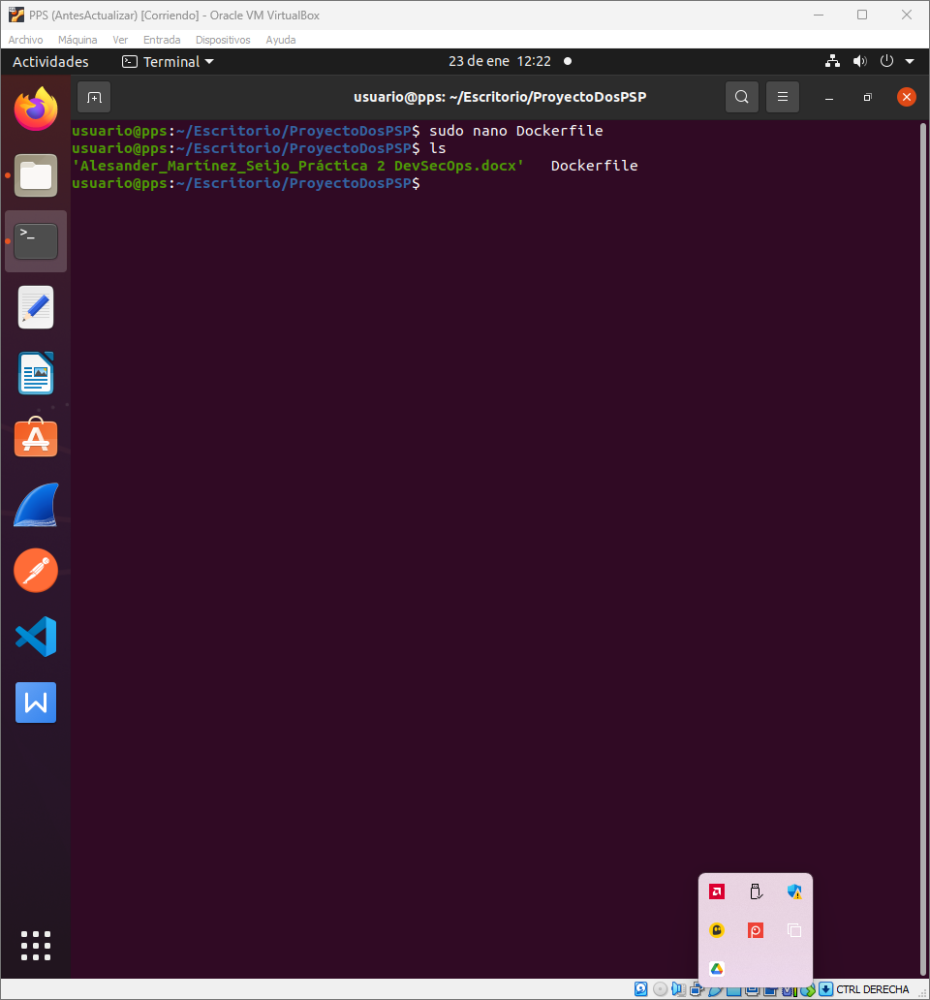 PPS (AntesActualizar) [Corriendo] - Oracle VM VirtualBox
Archivo Máquina Ver Entrada Dispositivos Ayuda
Actividades Terminal 23 de ene 12:22
usuario@pps: ~/Escritorio/ProyectoDosPSP
usuario@pps:~/Escritorio/ProyectoDosPSP$ sudo nano Dockerfile
usuario@pps:~/Escritorio/ProyectoDosPSP$ ls
'Alesander_Martínez_Seijo_Práctica 2 DevSecOps.docx' Dockerfile
usuario@pps:~/Escritorio/ProyectoDosPSP$
CTRL DERECHA